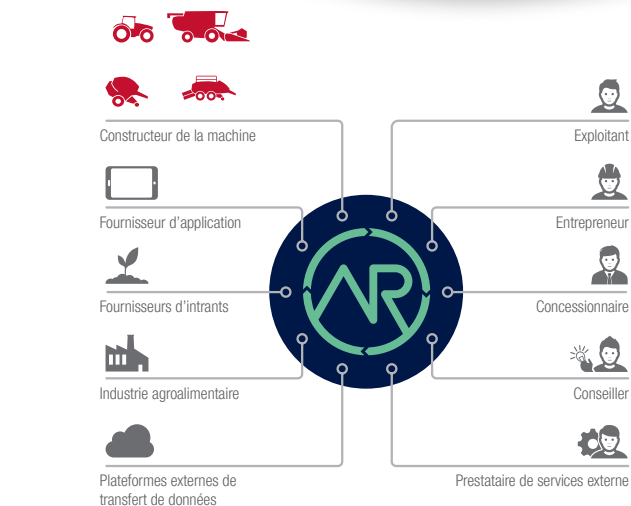 Constructeur de la machine
Exploitant
Fournisseur d'application
Entrepreneur
Fournisseurs d'intrants
Concessionnaire
Industrie agroalimentaire
Conseiller
Plateformes externes de
transfert de données
Prestataire de services externe
AR